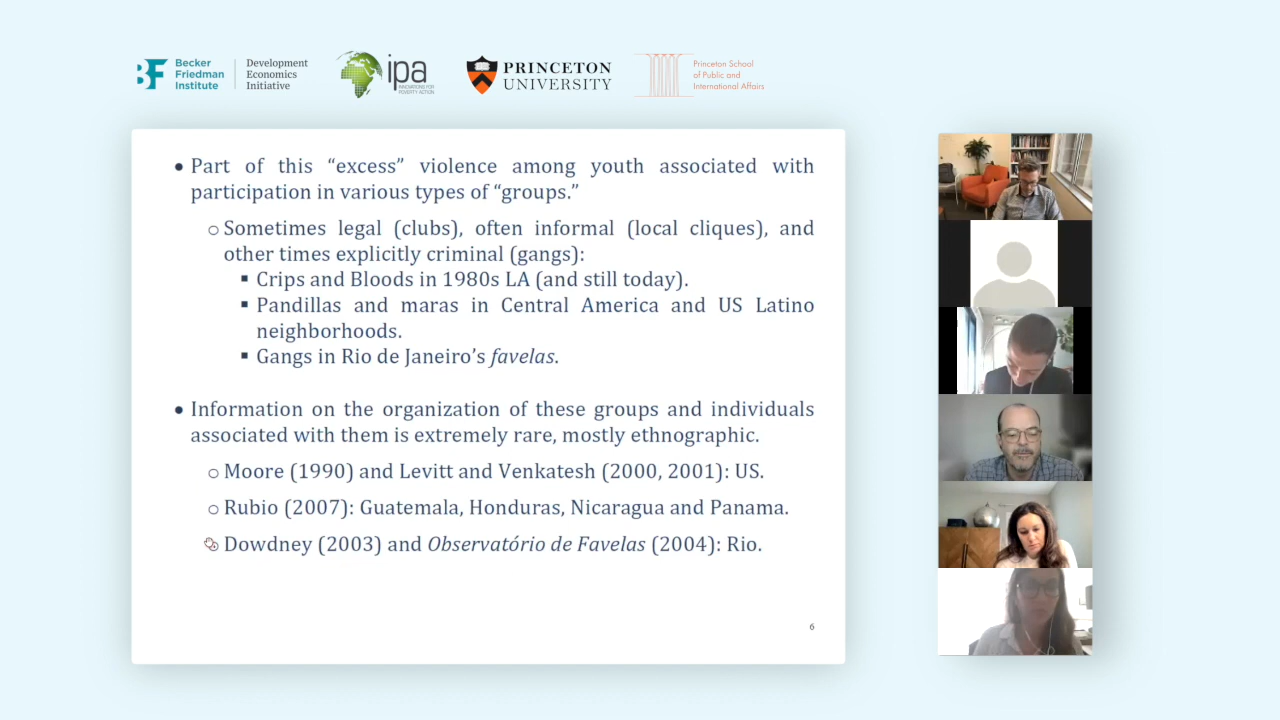 Becker
Friedman
Institute
Development
Economics
Initiative
ipa
INNOVATIONS FOR
POVERTY ACTION
PRINCETON
UNIVERSITY
Princeton School
of Public and
International Affairs
• Part of this “excess” violence among youth associated with
participation in various types of “groups.”
○ Sometimes legal (clubs), often informal (local cliques), and
other times explicitly criminal (gangs):
▪ Crips and Bloods in 1980s LA (and still today).
▪ Pandillas and maras in Central America and US Latino
neighborhoods.
▪ Gangs in Rio de Janeiro’s favelas.
• Information on the organization of these groups and individuals
associated with them is extremely rare, mostly ethnographic.
○ Moore (1990) and Levitt and Venkatesh (2000, 2001): US.
○ Rubio (2007): Guatemala, Honduras, Nicaragua and Panama.
Dowdney (2003) and Observatório de Favelas (2004): Rio.
6